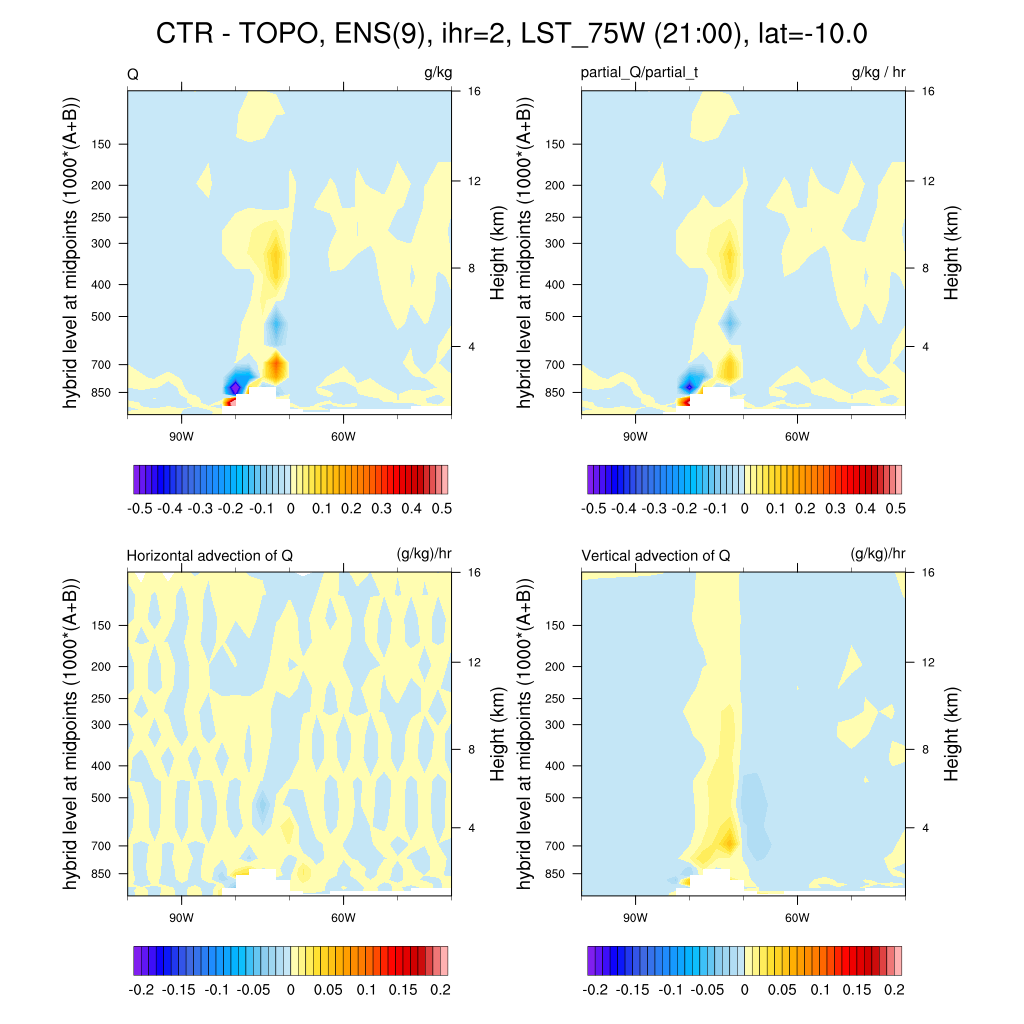 CTR - TOPO, ENS(9), ihr=2, LST_75W (21:00), lat=-10.0
Q g/kg
hybrid level at midpoints (1000*(A+B))
150
200
250
300
400
500
700
850
16
12
8
4
Height (km)
90W 60W
-0.5 -0.4 -0.3 -0.2 -0.1 0 0.1 0.2 0.3 0.4 0.5
partial_Q/partial_t g/kg / hr
hybrid level at midpoints (1000*(A+B))
150
200
250
300
400
500
700
850
16
12
8
4
Height (km)
90W 60W
-0.5 -0.4 -0.3 -0.2 -0.1 0 0.1 0.2 0.3 0.4 0.5
Horizontal advection of Q (g/kg)/hr
hybrid level at midpoints (1000*(A+B))
150
200
250
300
400
500
700
850
16
12
8
4
Height (km)
90W 60W
-0.2 -0.15 -0.1 -0.05 0 0.05 0.1 0.15 0.2
Vertical advection of Q (g/kg)/hr
hybrid level at midpoints (1000*(A+B))
150
200
250
300
400
500
700
850
16
12
8
4
Height (km)
90W 60W
-0.2 -0.15 -0.1 -0.05 0 0.05 0.1 0.15 0.2